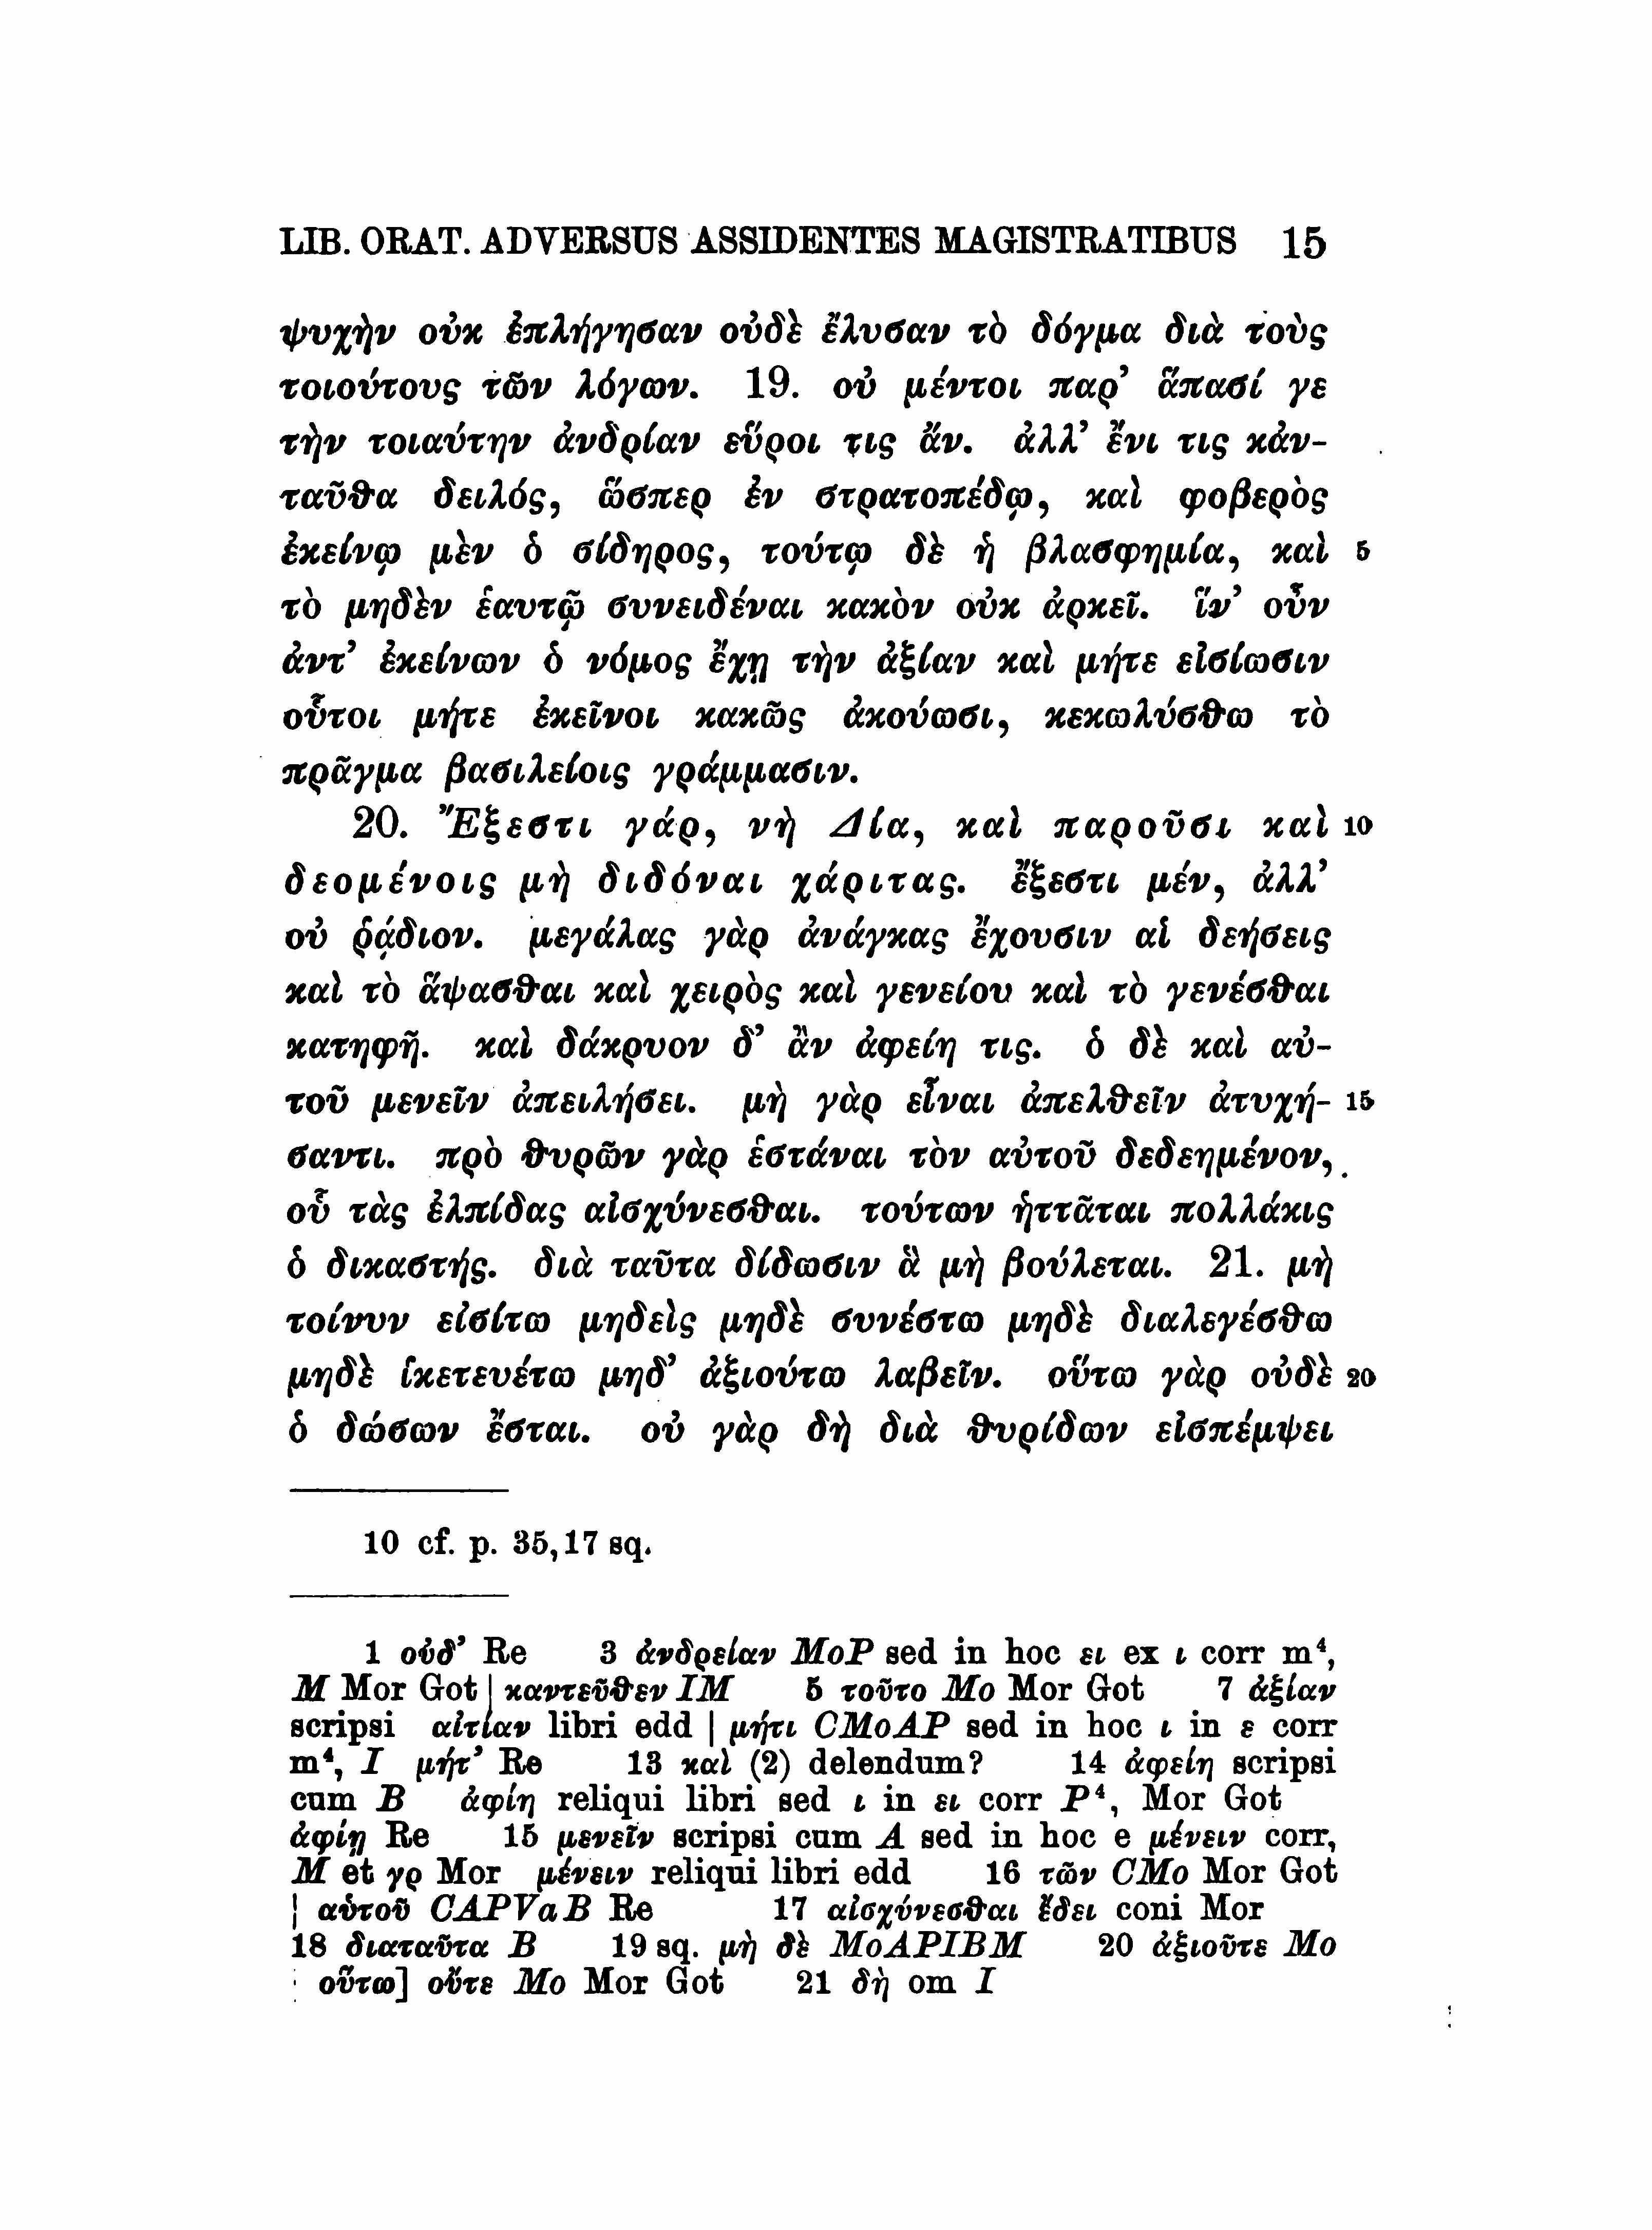 LIB. ORAT. ADVERSUS ASSIDENTES MAGISTRATIBUS 15
ψυχὴν οὐκ ἐπλήγησαν οὐδὲ ἔλυσαν τὸ δόγμα διὰ τοὺς
τοιούτους τῶν λόγων. 19. οὐ μέντοι παρ’ ἅπασί γε
τὴν τοιαύτην ἀνδρίαν εὕροι τις ἄν. ἀλλ’ ἔνι τις κἀν-
ταῦθα δειλός, ὥσπερ ἐν στρατοπέδῳ, καὶ φοβερὸς
ἐκείνῳ μὲν ὁ σίδηρος, τούτῳ δὲ ἡ βλασφημία, καὶ 5
τὸ μηδὲν ἑαυτῷ συνειδέναι κακὸν οὐκ ἀρκεῖ. ἵν’ οὖν
ἀντ’ ἐκείνων ὁ νόμος ἔχῃ τὴν ἀξίαν καὶ μήτε εἰσίωσιν
οὗτοι μήτε ἐκεῖνοι κακῶς ἀκούωσι, κεκωλύσθω τὸ
πρᾶγμα βασιλείοις γράμμασιν.
20. Ἔξεστι γάρ, νὴ Δία, καὶ παροῦσι καὶ 10
δεομένοις μὴ διδόναι χάριτας. ἔξεστι μέν, ἀλλ’
οὐ ῥᾴδιον. μεγάλας γὰρ ἀνάγκας ἔχουσιν αἱ δεήσεις
καὶ τὸ ἅψασθαι καὶ χειρὸς καὶ γενείου καὶ τὸ γενέσθαι
κατηφῆ. καὶ δάκρυον δ’ ἂν ἀφείη τις. ὁ δὲ καὶ αὐ-
τοῦ μενεῖν ἀπειλήσει. μὴ γὰρ εἶναι ἀπελθεῖν ἀτυχή- 15
σαντι. πρὸ θυρῶν γὰρ ἑστάναι τὸν αὐτοῦ δεδεημένον,
οὗ τὰς ἐλπίδας αἰσχύνεσθαι. τούτων ἡττᾶται πολλάκις
ὁ δικαστής. διὰ ταῦτα δίδωσιν ἃ μὴ βούλεται. 21. μὴ
τοίνυν εἰσίτω μηδεὶς μηδὲ συνέστω μηδὲ διαλεγέσθω
μηδὲ ἱκετευέτω μηδ’ ἀξιούτω λαβεῖν. οὕτω γὰρ οὐδὲ 20
ὁ δώσων ἔσται. οὐ γὰρ δὴ διὰ θυρίδων εἰσπέμψει
10 cf. p. 35,17 sq.
1 οὐδ’ Re 3 ἀνδρείαν MoP sed in hoc ει ex ι corr m⁴,
M Mor Got | καντεῦθεν IM 5 τοῦτο Mo Mor Got 7 ἀξίαν
scripsi αἰτίαν libri edd | μήτι CMoAP sed in hoc ι in ε corr
m⁴, I μήτ’ Re 13 καὶ (2) delendum? 14 ἀφείη scripsi
cum B ἀφίη reliqui libri sed ι in ει corr P⁴, Mor Got
ἀφίῃ Re 15 μενεῖν scripsi cum A sed in hoc e μένειν corr,
M et γρ Mor μένειν reliqui libri edd 16 τῶν CMo Mor Got
| αὑτοῦ CAPVaB Re 17 αἰσχύνεσθαι ἔδει coni Mor
18 διαταῦτα B 19 sq. μὴ δὲ MoAPIBM 20 ἀξιοῦτε Mo
| οὕτω] οὔτε Mo Mor Got 21 δὴ om I